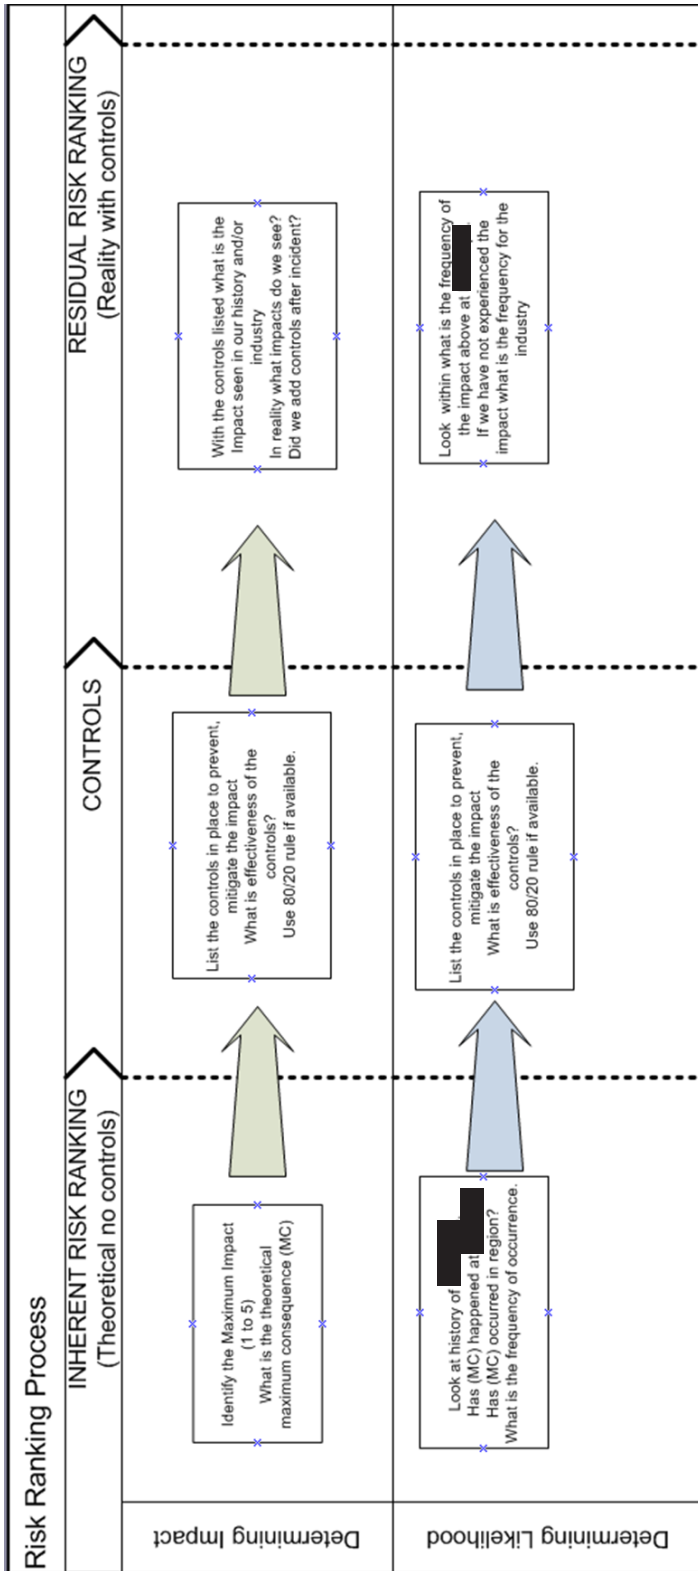 Risk Ranking Process
INHERENT RISK RANKING
(Theoretical no controls)
CONTROLS
RESIDUAL RISK RANKING
(Reality with controls)
Determining Impact
Identify the Maximum Impact
(1 to 5)
What is the theoretical
maximum consequence (MC)
List the controls in place to prevent,
mitigate the impact
What is effectiveness of the
controls?
Use 80/20 rule if available.
With the controls listed what is the
Impact seen in our history and/or
industry
In reality what impacts do we see?
Did we add controls after incident?
Determining Likelihood
Look at history of
Has (MC) happened at
Has (MC) occurred in region?
What is the frequency of occurrence.
List the controls in place to prevent,
mitigate the impact
What is effectiveness of the
controls?
Use 80/20 rule if available.
Look within what is the frequency of
the impact above at
If we have not experienced the
impact what is the frequency for the
industry